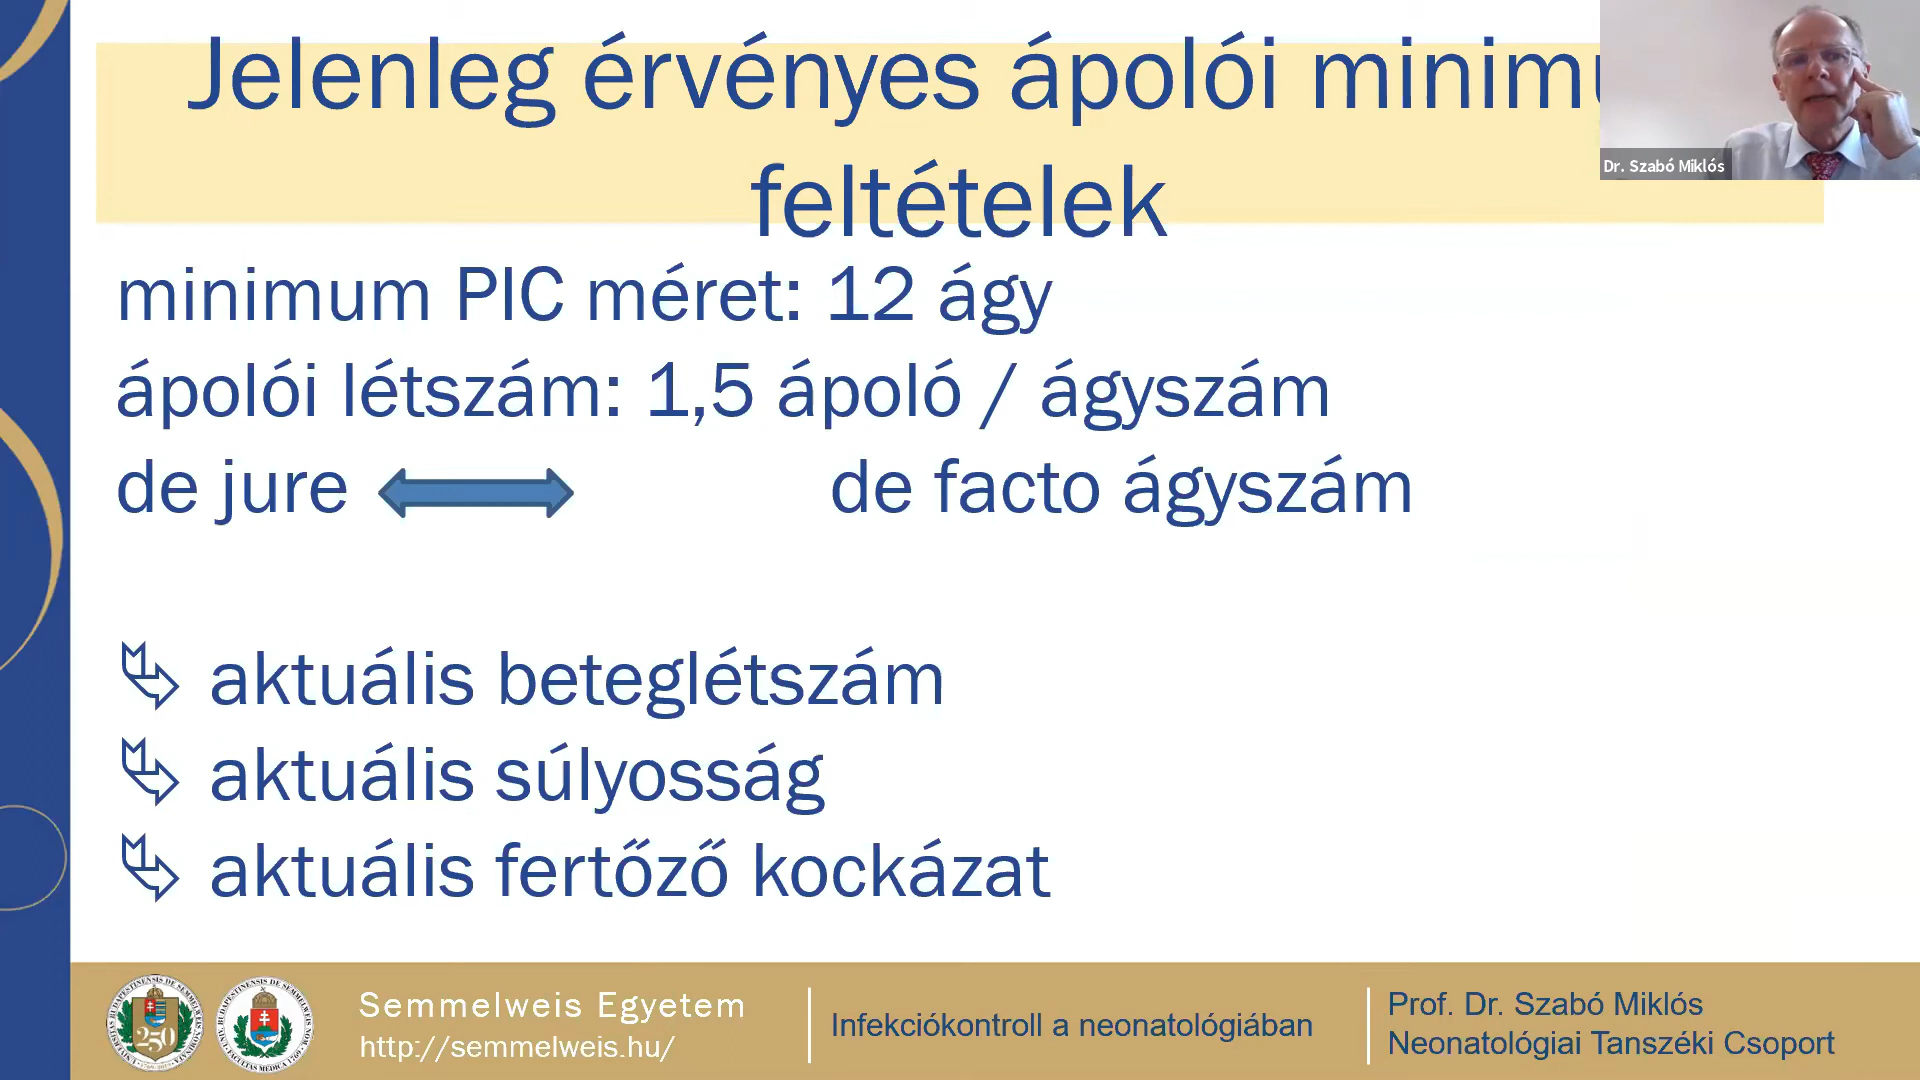 Jelenleg érvényes ápolói minimu
feltételek
Dr. Szabó Miklós
minimum PIC méret: 12 ágy
ápolói létszám: 1,5 ápoló / ágyszám
de jure de facto ágyszám
aktuális beteglétszám
aktuális súlyosság
aktuális fertőző kockázat
250
Semmelweis Egyetem
http://semmelweis.hu/
Infekciókontroll a neonatológiában
Prof. Dr. Szabó Miklós
Neonatológiai Tanszéki Csoport